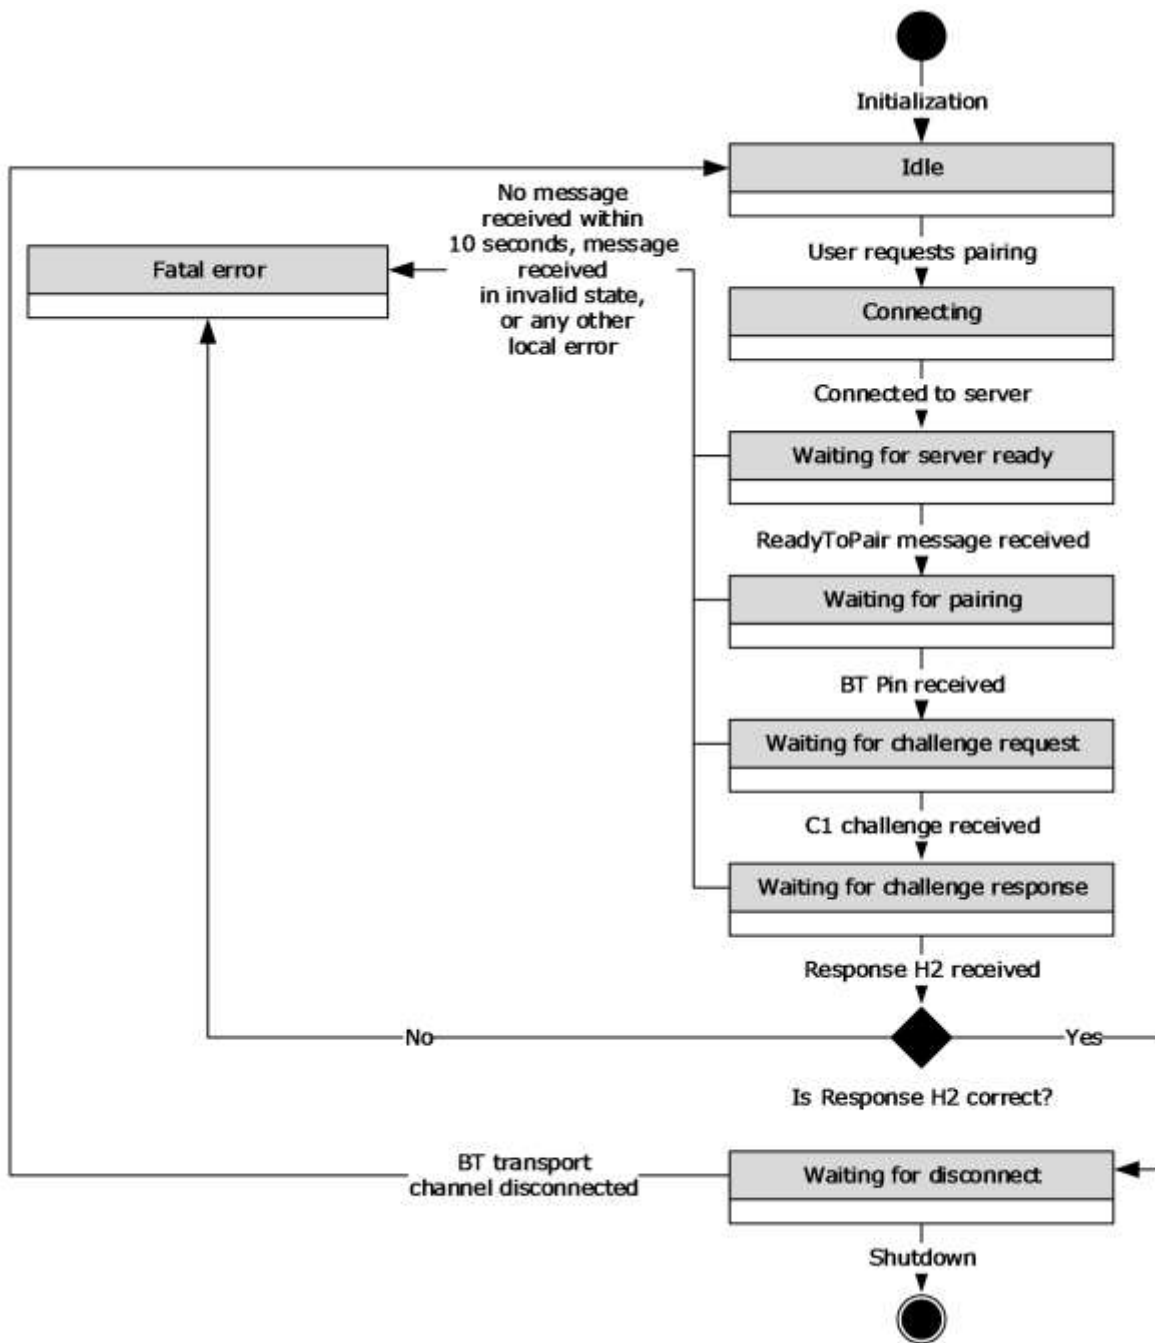 Initialization
Idle
No message
received within
10 seconds, message
received
in invalid state,
or any other
local error
User requests pairing
Fatal error
Connecting
Connected to server
Waiting for server ready
ReadyToPair message received
Waiting for pairing
BT Pin received
Waiting for challenge request
C1 challenge received
Waiting for challenge response
Response H2 received
No
Yes
Is Response H2 correct?
BT transport
channel disconnected
Waiting for disconnect
Shutdown